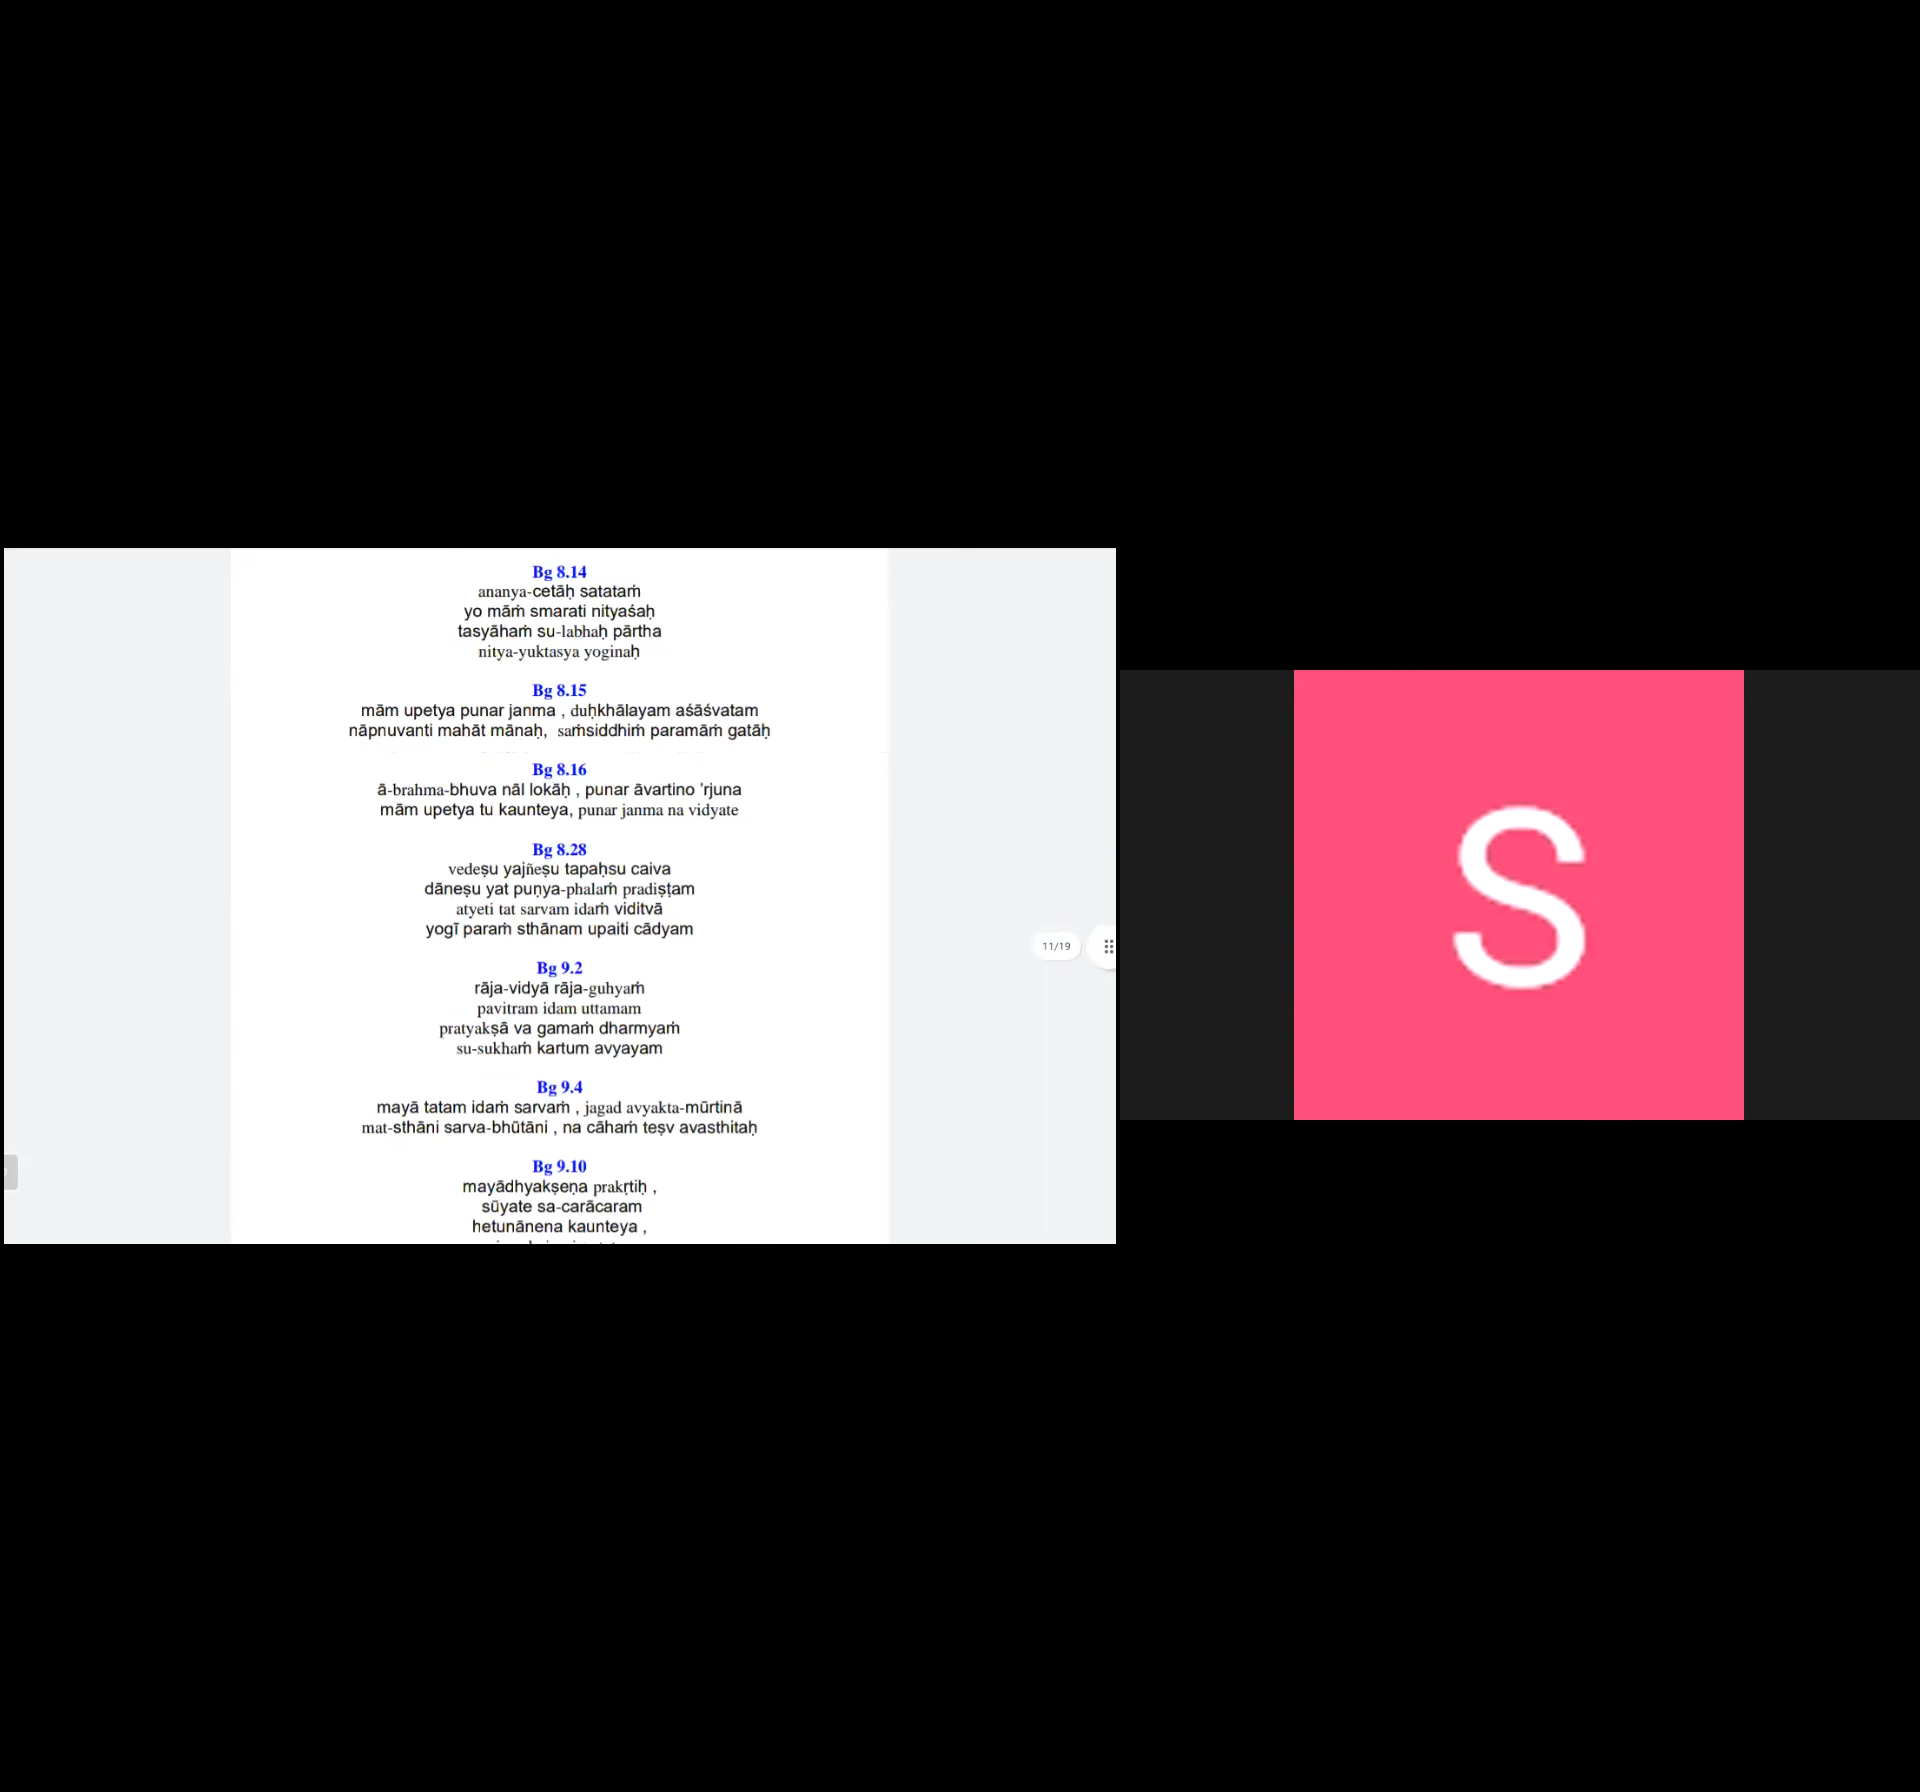 Bg 8.14
ananya-cetāḥ satataṁ
yo māṁ smarati nityaśaḥ
tasyāhaṁ su-labhaḥ pārtha
nitya-yuktasya yoginaḥ
Bg 8.15
mām upetya punar janma , duḥkhālayam aśāśvatam
nāpnuvanti mahāt mānaḥ, saṁsiddhiṁ paramāṁ gatāḥ
Bg 8.16
ā-brahma-bhuva nāl lokāḥ , punar āvartino 'rjuna
mām upetya tu kaunteya, punar janma na vidyate
Bg 8.28
vedeṣu yajñeṣu tapaḥsu caiva
dāneṣu yat puṇya-phalaṁ pradiṣṭam
atyeti tat sarvam idaṁ viditvā
yogī paraṁ sthānam upaiti cādyam
Bg 9.2
rāja-vidyā rāja-guhyaṁ
pavitram idam uttamam
pratyakṣā va gamaṁ dharmyaṁ
su-sukhaṁ kartum avyayam
Bg 9.4
mayā tatam idaṁ sarvaṁ , jagad avyakta-mūrtinā
mat-sthāni sarva-bhūtāni , na cāhaṁ teṣv avasthitaḥ
Bg 9.10
mayādhyakṣeṇa prakṛtiḥ ,
sūyate sa-carācaram
hetunānena kaunteya ,
11/19
S